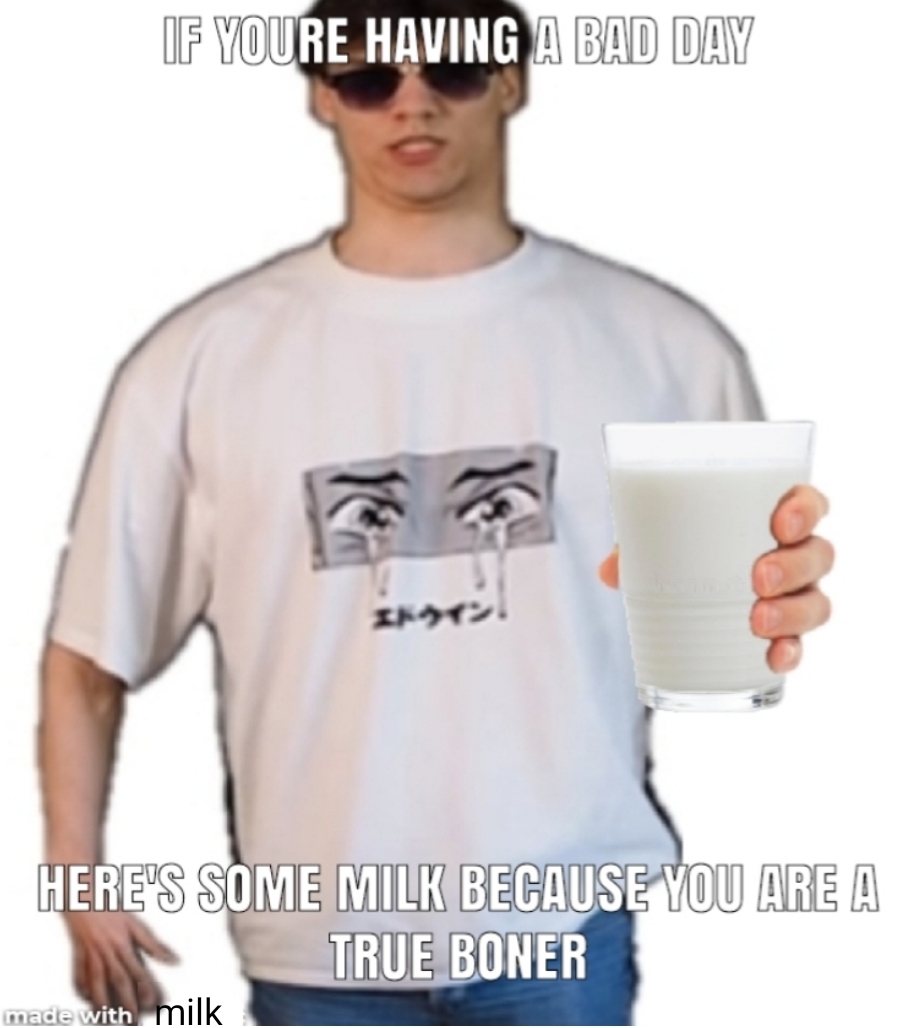 IF YOURE HAVING A BAD DAY
エドウイン
HERE'S SOME MILK BECAUSE YOU ARE A
TRUE BONER
made with milk